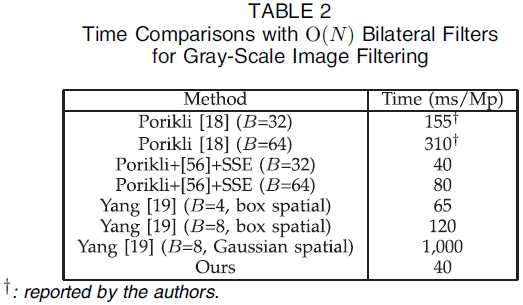 TABLE 2
Time Comparisons with O(N) Bilateral Filters
for Gray-Scale Image Filtering
Method Time (ms/Mp)
Porikli [18] (B=32) 155†
Porikli [18] (B=64) 310†
Porikli+[56]+SSE (B=32) 40
Porikli+[56]+SSE (B=64) 80
Yang [19] (B=4, box spatial) 65
Yang [19] (B=8, box spatial) 120
Yang [19] (B=8, Gaussian spatial) 1,000
Ours 40
†: reported by the authors.